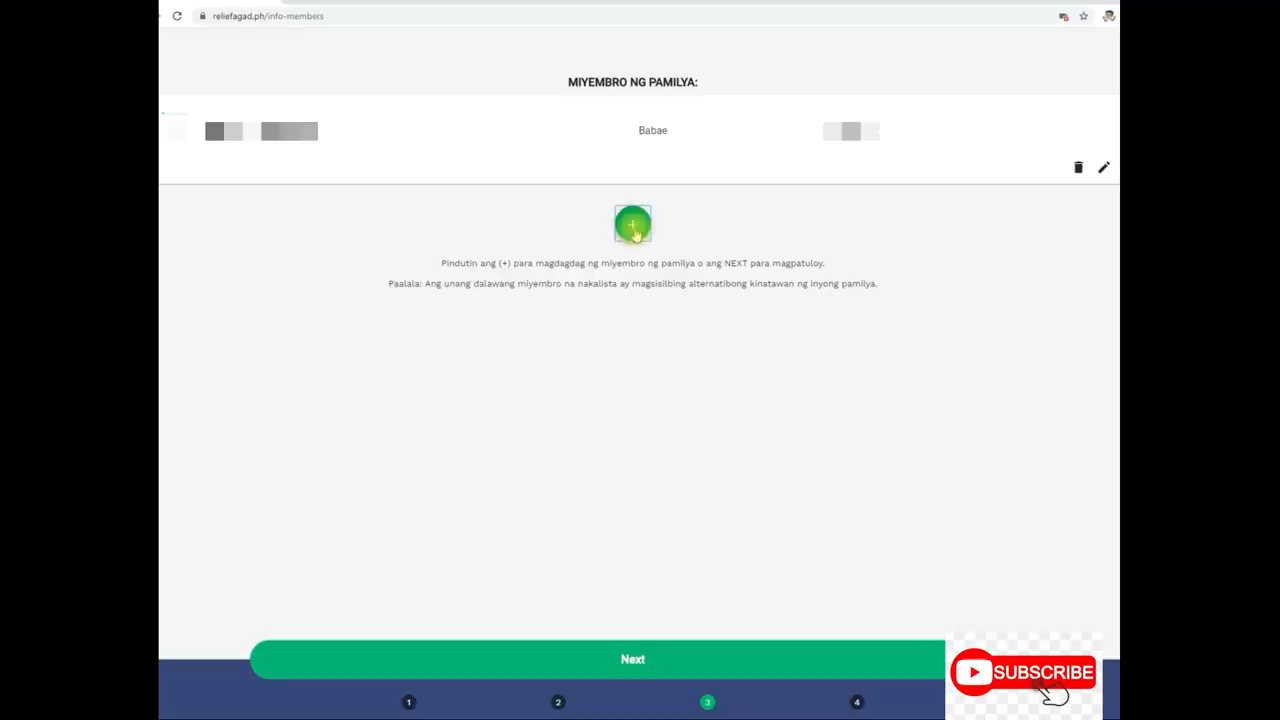 reliefagad.ph/info-members
MIYEMBRO NG PAMILYA:
Babae
+
Pindutin ang (+) para magdagdag ng miyembro ng pamilya o ang NEXT para magpatuloy.
Paalala: Ang unang dalawang miyembro na nakalista ay magsisilbing alternatibong kinatawan ng inyong pamilya.
Next
SUBSCRIBE
1 2 3 4